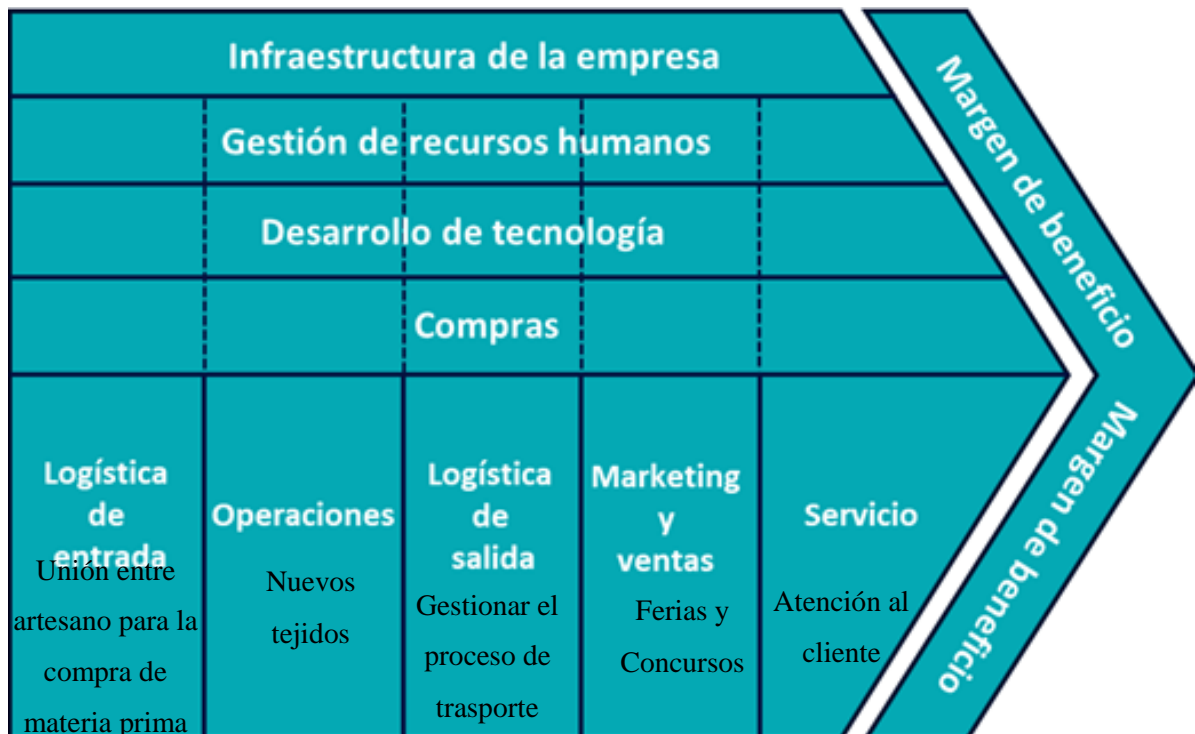 Infraestructura de la empresa
Gestión de recursos humanos
Desarrollo de tecnología
Compras
Margen de beneficio
Margen de beneficio
Logística
de
entrada
Unión entre
artesano para la
compra de
materia prima
Operaciones
Nuevos
tejidos
Logística
de
salida
Gestionar el
proceso de
trasporte
Marketing
y
ventas
Ferias y
Concursos
Servicio
Atención al
cliente